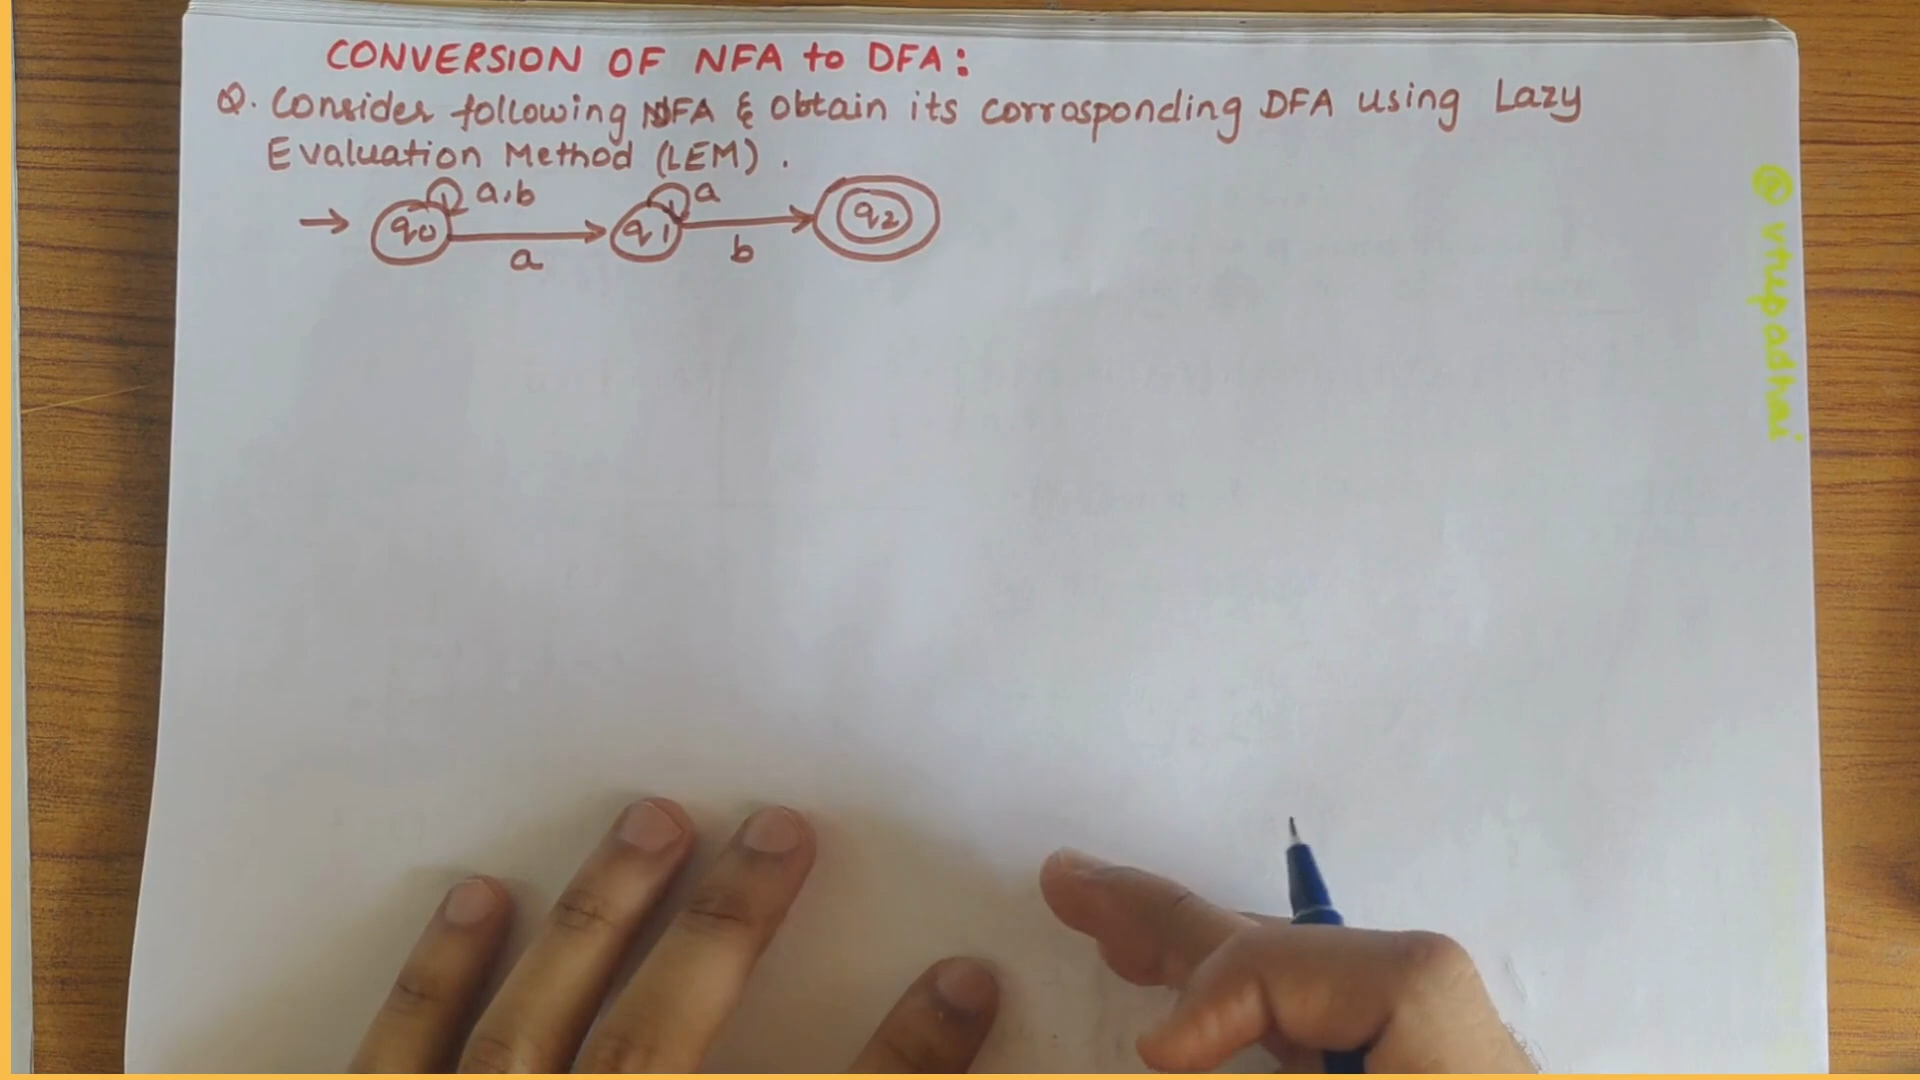 CONVERSION OF NFA to DFA:
Q. Consider following NFA & obtain its corrosponding DFA using Lazy
Evaluation Method (LEM).
a,b
a
q0
q1
q2
a
b
vtupadhai